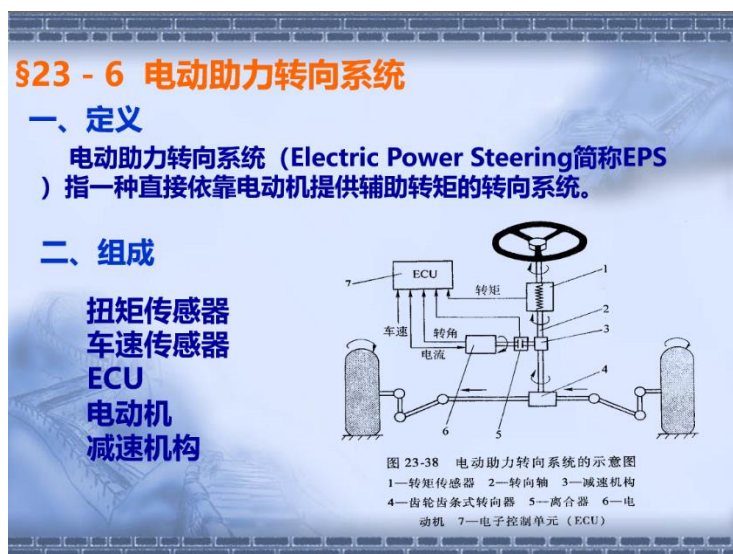 §23－6 电动助力转向系统
一、定义
电动助力转向系统（Electric Power Steering简称EPS
）指一种直接依靠电动机提供辅助转矩的转向系统。
二、组成
扭矩传感器
车速传感器
ECU
电动机
减速机构
7
ECU
转矩
1
2
车速
转角
3
电流
4
6
5
图 23-38 电动助力转向系统的示意图
1—转矩传感器 2—转向轴 3—减速机构
4—齿轮齿条式转向器 5—离合器 6—电
动机 7—电子控制单元（ECU）